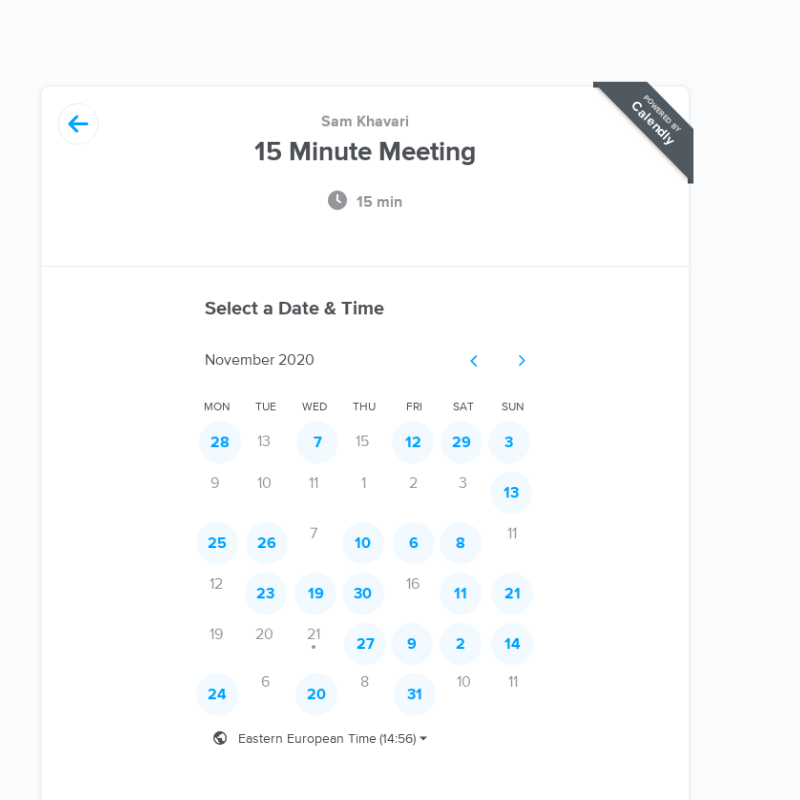 POWERED BY
Calendly
Sam Khavari
15 Minute Meeting
15 min
Select a Date & Time
November 2020
MON TUE WED THU FRI SAT SUN
28 13 7 15 12 29 3
9 10 11 1 2 3 13
25 26 7 10 6 8 11
12 23 19 30 16 11 21
19 20 21 27 9 2 14
24 6 20 8 31 10 11
Eastern European Time (14:56)